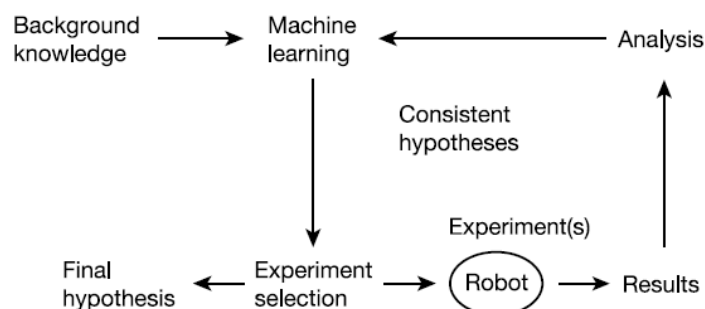 Background
knowledge
Machine
learning
Analysis
Consistent
hypotheses
Experiment(s)
Final
hypothesis
Experiment
selection
Robot
Results